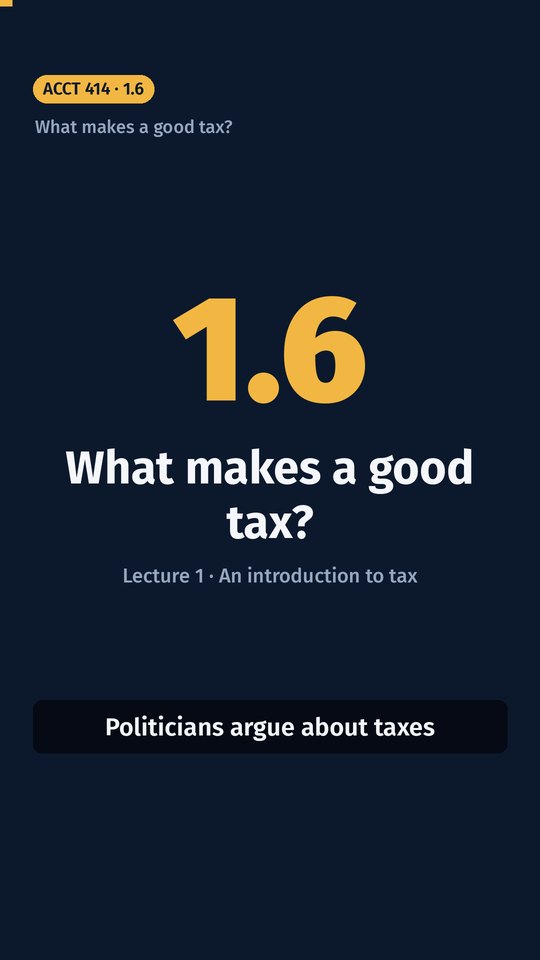 ACCT 414 · 1.6
What makes a good tax?
1.6
What makes a good
tax?
Lecture 1 · An introduction to tax
Politicians argue about taxes